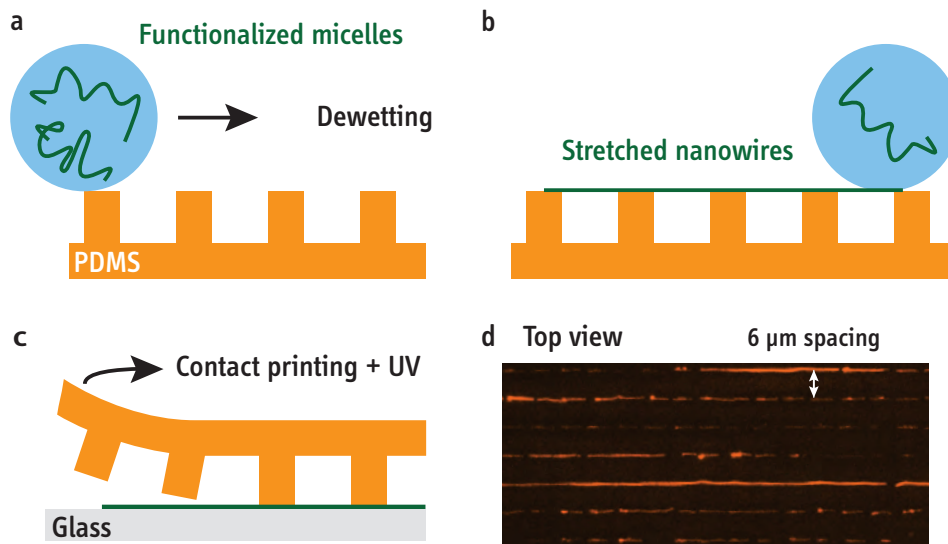 a
Functionalized micelles
Dewetting
PDMS
b
Stretched nanowires
c
Contact printing + UV
Glass
d Top view 6 µm spacing